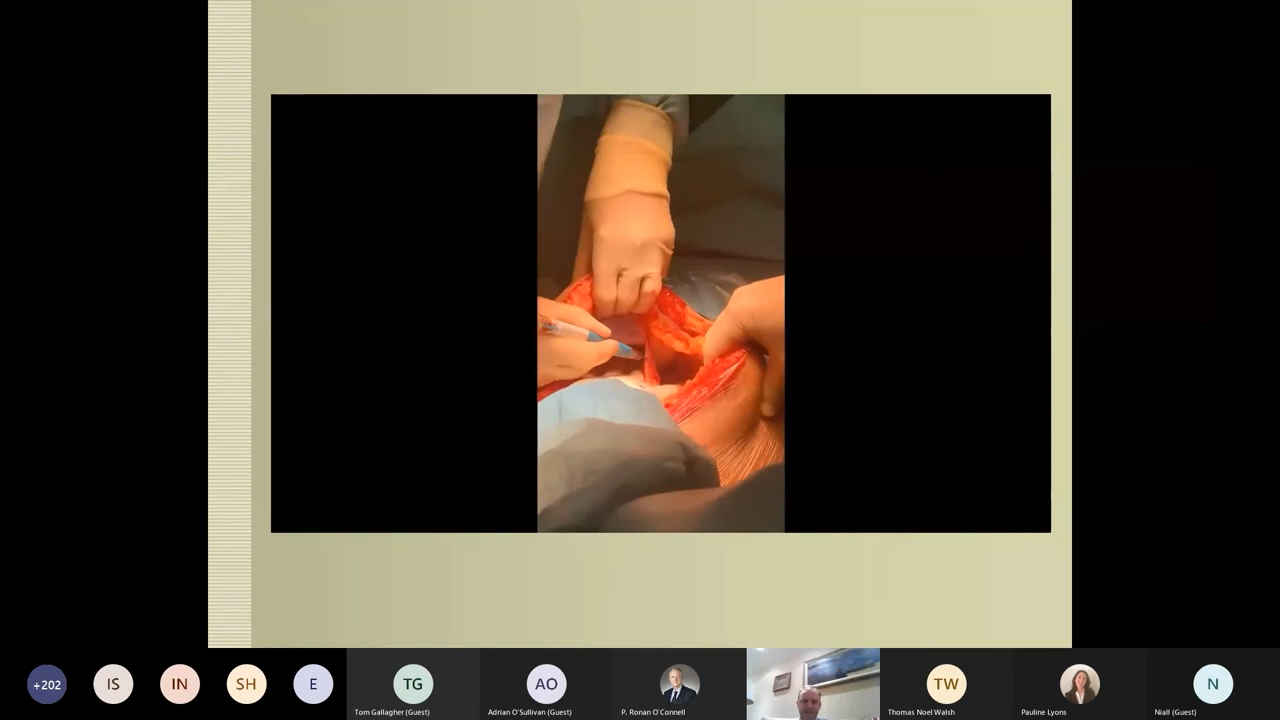 +202
IS
IN
SH
E
TG
AO
TW
N
Tom Gallagher (Guest)
Adrian O'Sullivan (Guest)
P. Ronan O'Connell
Thomas Noel Walsh
Pauline Lyons
Niall (Guest)